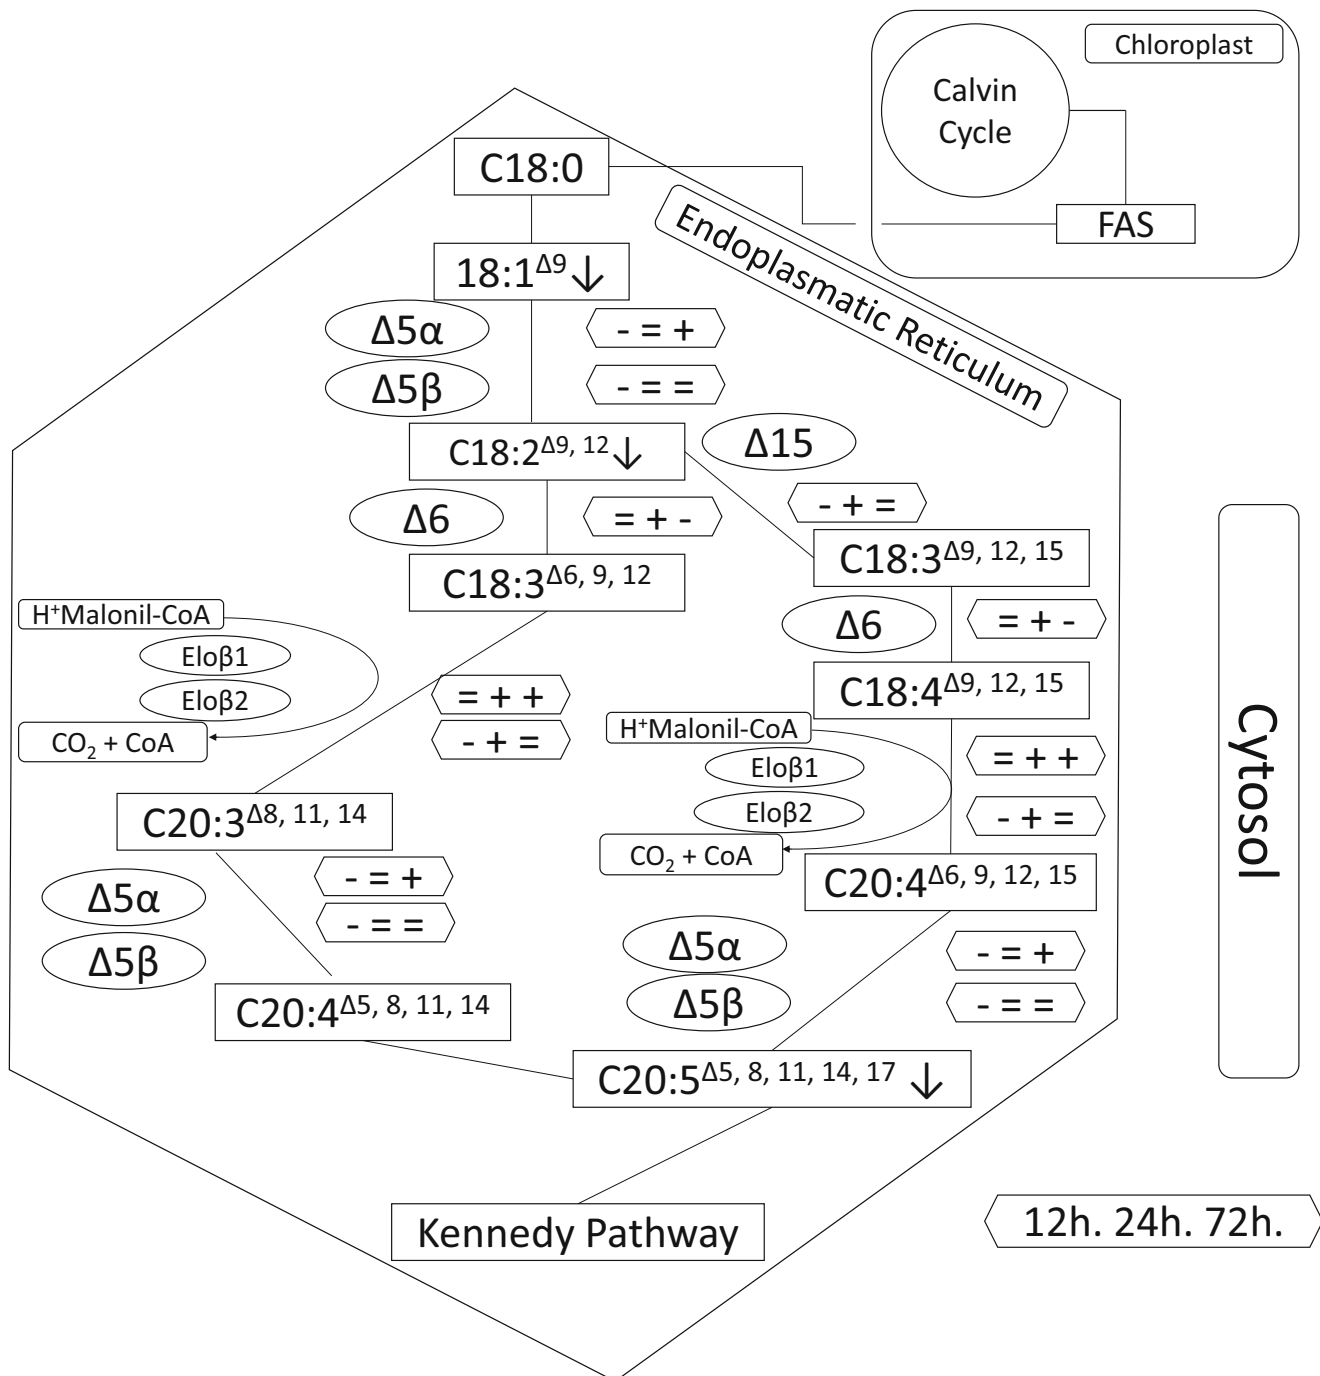 Chloroplast
Calvin
Cycle
FAS
C18:0
Endoplasmatic Reticulum
18:1Δ9 ↓
Δ5α
- = +
Δ5β
- = =
C18:2Δ9, 12 ↓
Δ15
Δ6
= + -
- + =
C18:3Δ6, 9, 12
C18:3Δ9, 12, 15
H+Malonil-CoA
Eloβ1
Eloβ2
CO2 + CoA
= + +
- + =
Δ6
= + -
C18:4Δ9, 12, 15
H+Malonil-CoA
Eloβ1
Eloβ2
CO2 + CoA
= + +
- + =
C20:3Δ8, 11, 14
C20:4Δ6, 9, 12, 15
Δ5α
Δ5β
- = +
- = =
Δ5α
Δ5β
- = +
- = =
C20:4Δ5, 8, 11, 14
C20:5Δ5, 8, 11, 14, 17 ↓
Kennedy Pathway
Cytosol
12h. 24h. 72h.